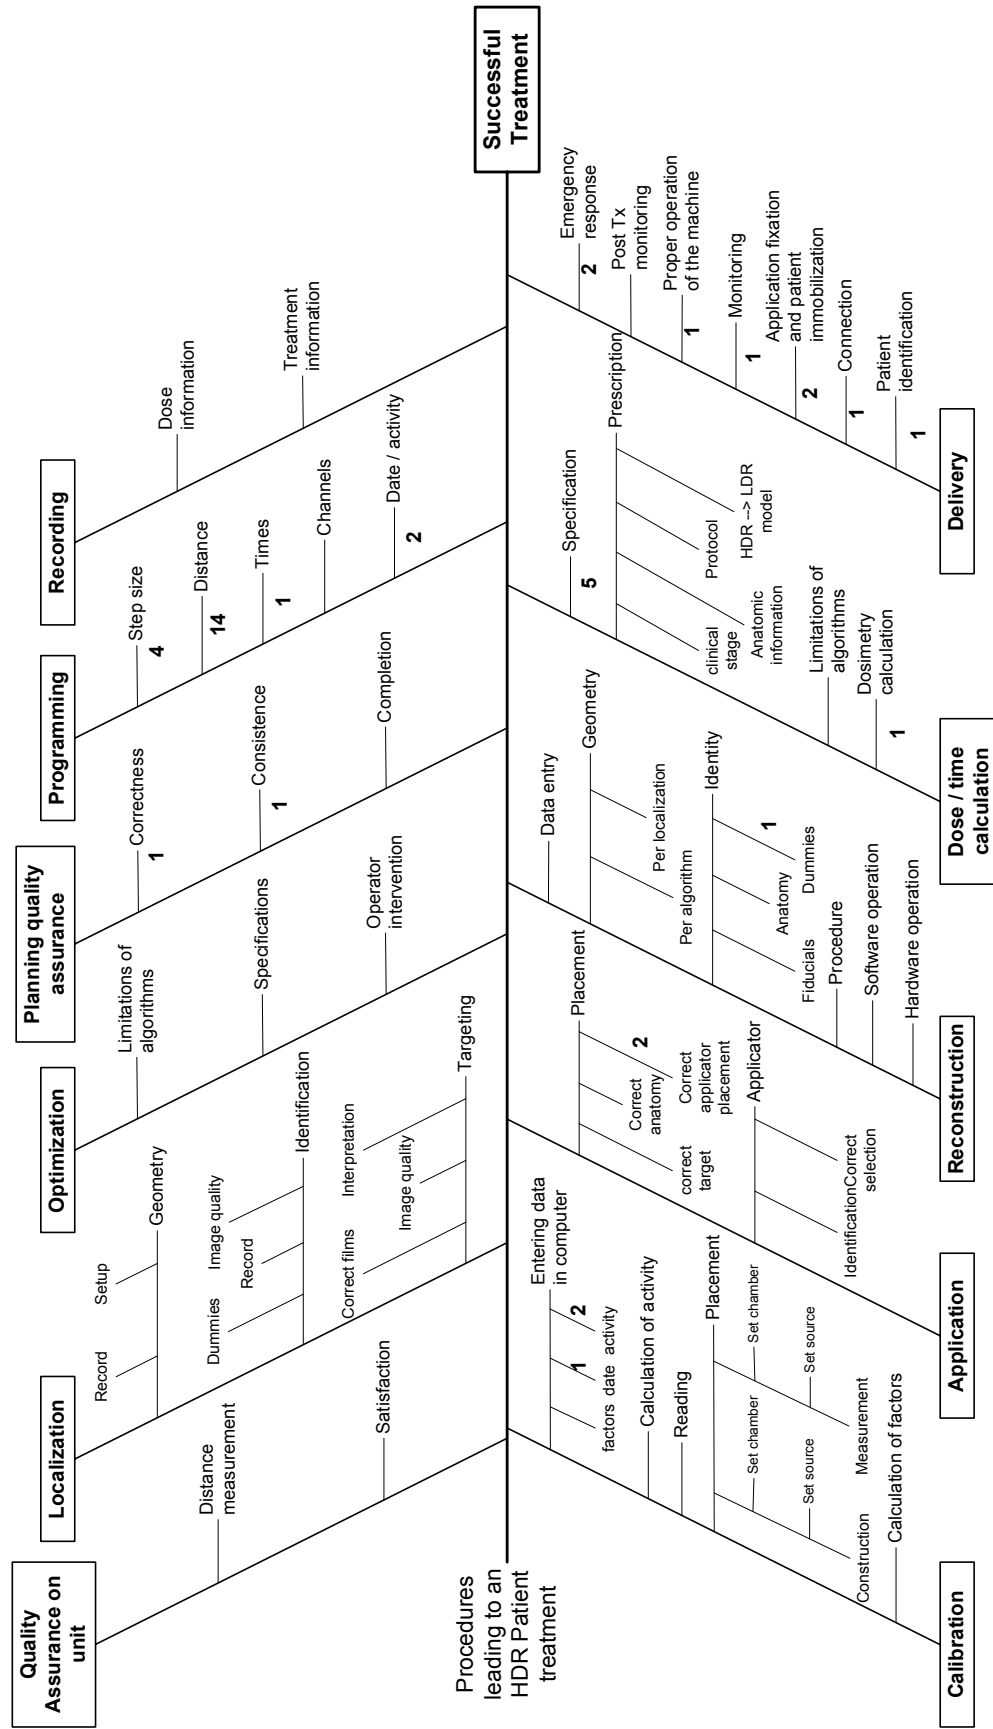 Quality
Assurance on
unit
Distance
measurement
Satisfaction
Localization
Record
Setup
Geometry
Dummies
Record
Image quality
Identification
Correct films
Image quality
Interpretation
Targeting
Optimization
Limitations of
algorithms
Specifications
Operator
intervention
Planning quality
assurance
Correctness
1
Consistence
1
Completion
Programming
Step size
4
Distance
14
Times
1
Channels
Date / activity
2
Recording
Dose
information
Treatment
information
Procedures
leading to an
HDR Patient
treatment
Successful
Treatment
Calibration
Entering data
in computer
factors
date
activity
1
2
Calculation of activity
Reading
Placement
Set chamber
Set source
Construction
Set chamber
Set source
Measurement
Calculation of factors
Application
Placement
correct
target
Correct
anatomy
2
Correct
applicator
placement
Applicator
Identification
Correct
selection
Reconstruction
Data entry
Geometry
Per algorithm
Per localization
Identity
Fiducials
Anatomy
Dummies
1
Procedure
Software operation
Hardware operation
Dose / time
calculation
Specification
5
Prescription
clinical
stage
Anatomic
information
Protocol
HDR --> LDR
model
Limitations of
algorithms
Dosimetry
calculation
1
Delivery
Emergency
response
2
Post Tx
monitoring
Proper operation
of the machine
1
Monitoring
1
Application fixation
and patient
immobilization
2
Connection
1
Patient
identification
1